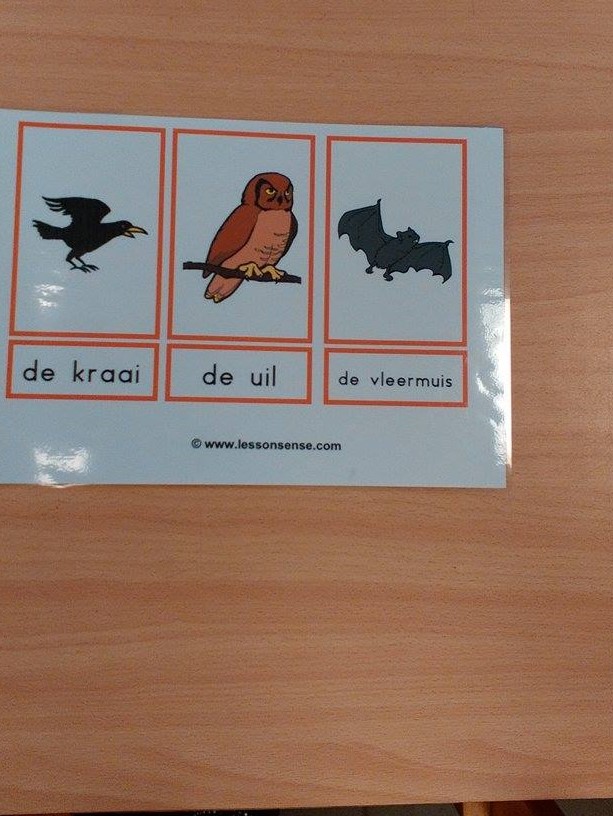 de kraai
de uil
de vleermuis
© www.lessonsense.com